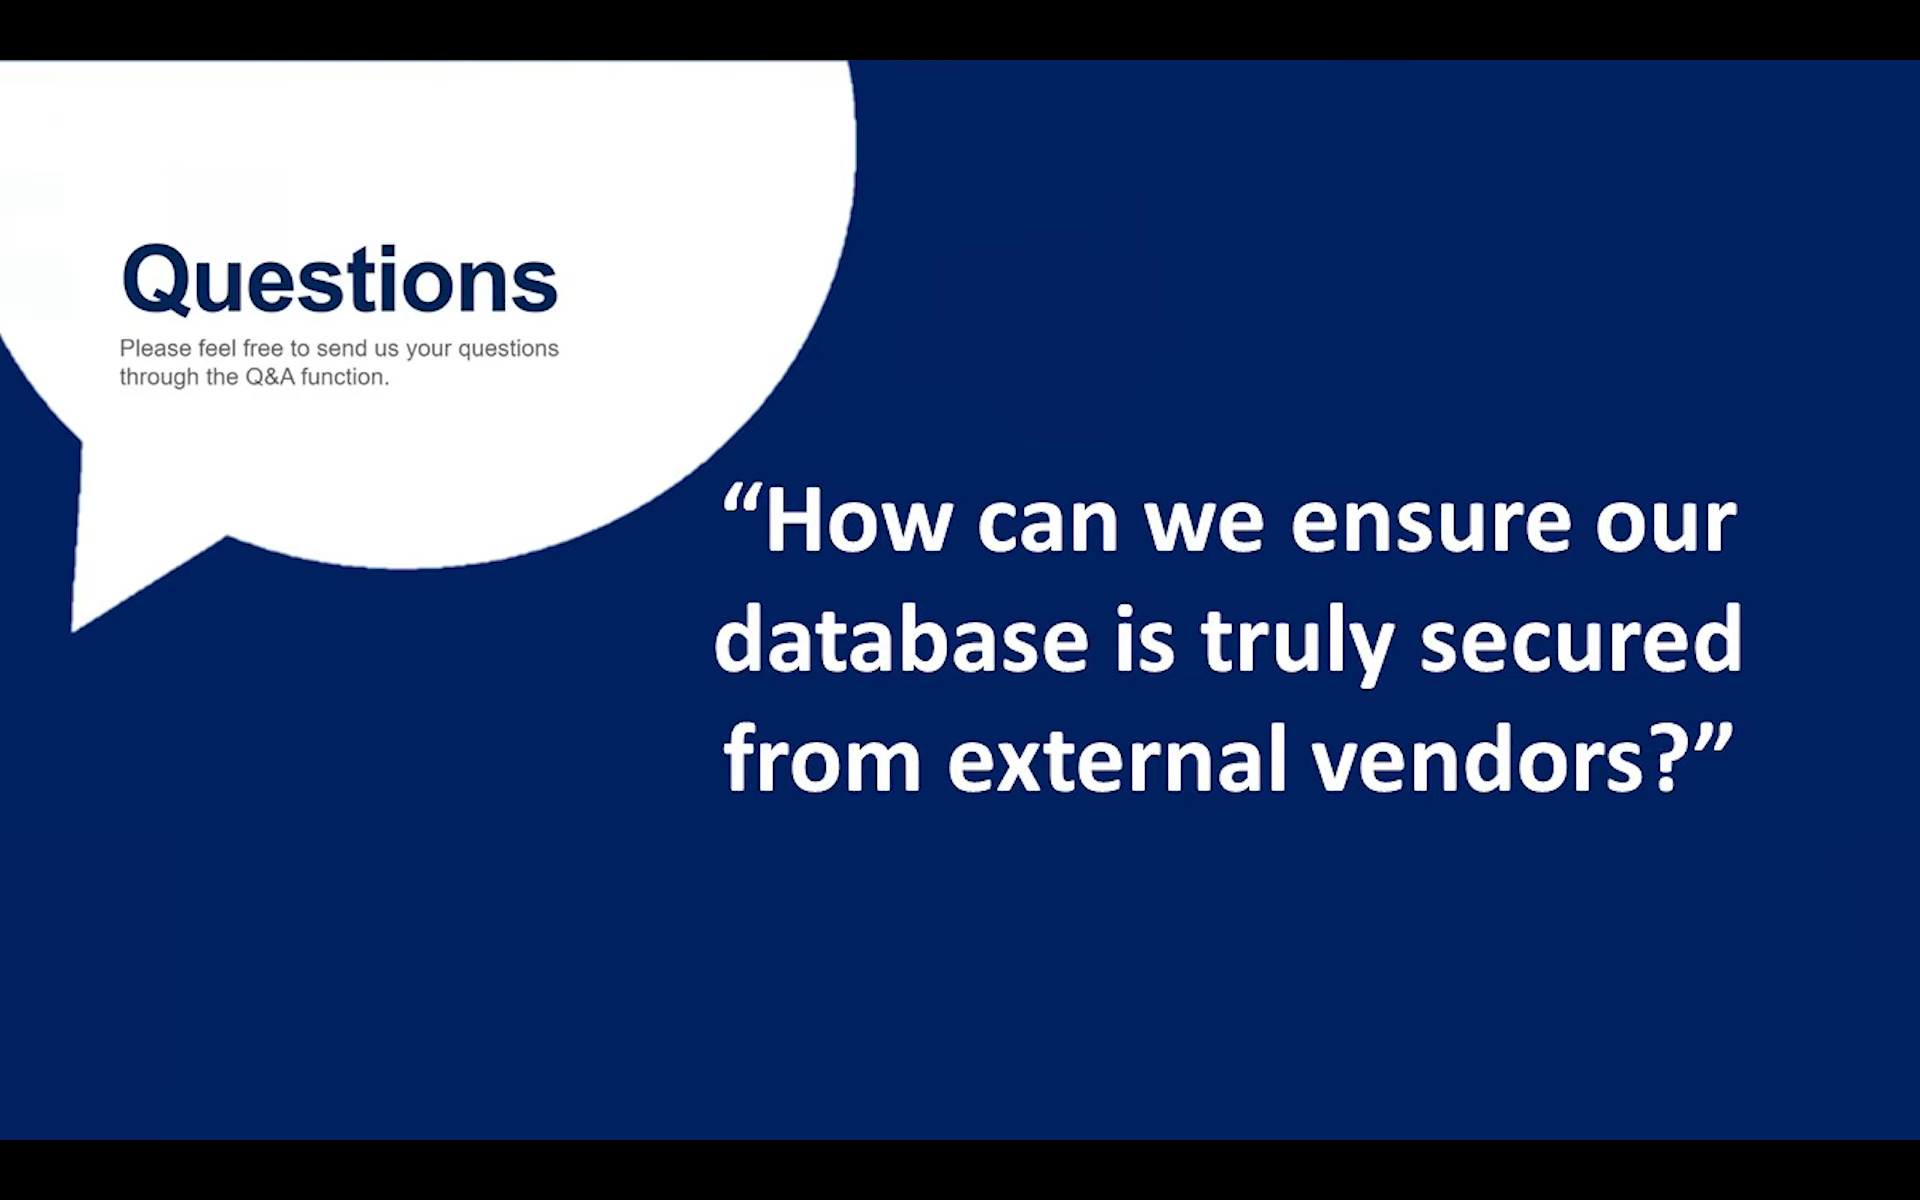 Questions
Please feel free to send us your questions
through the Q&A function.
“How can we ensure our
database is truly secured
from external vendors?”